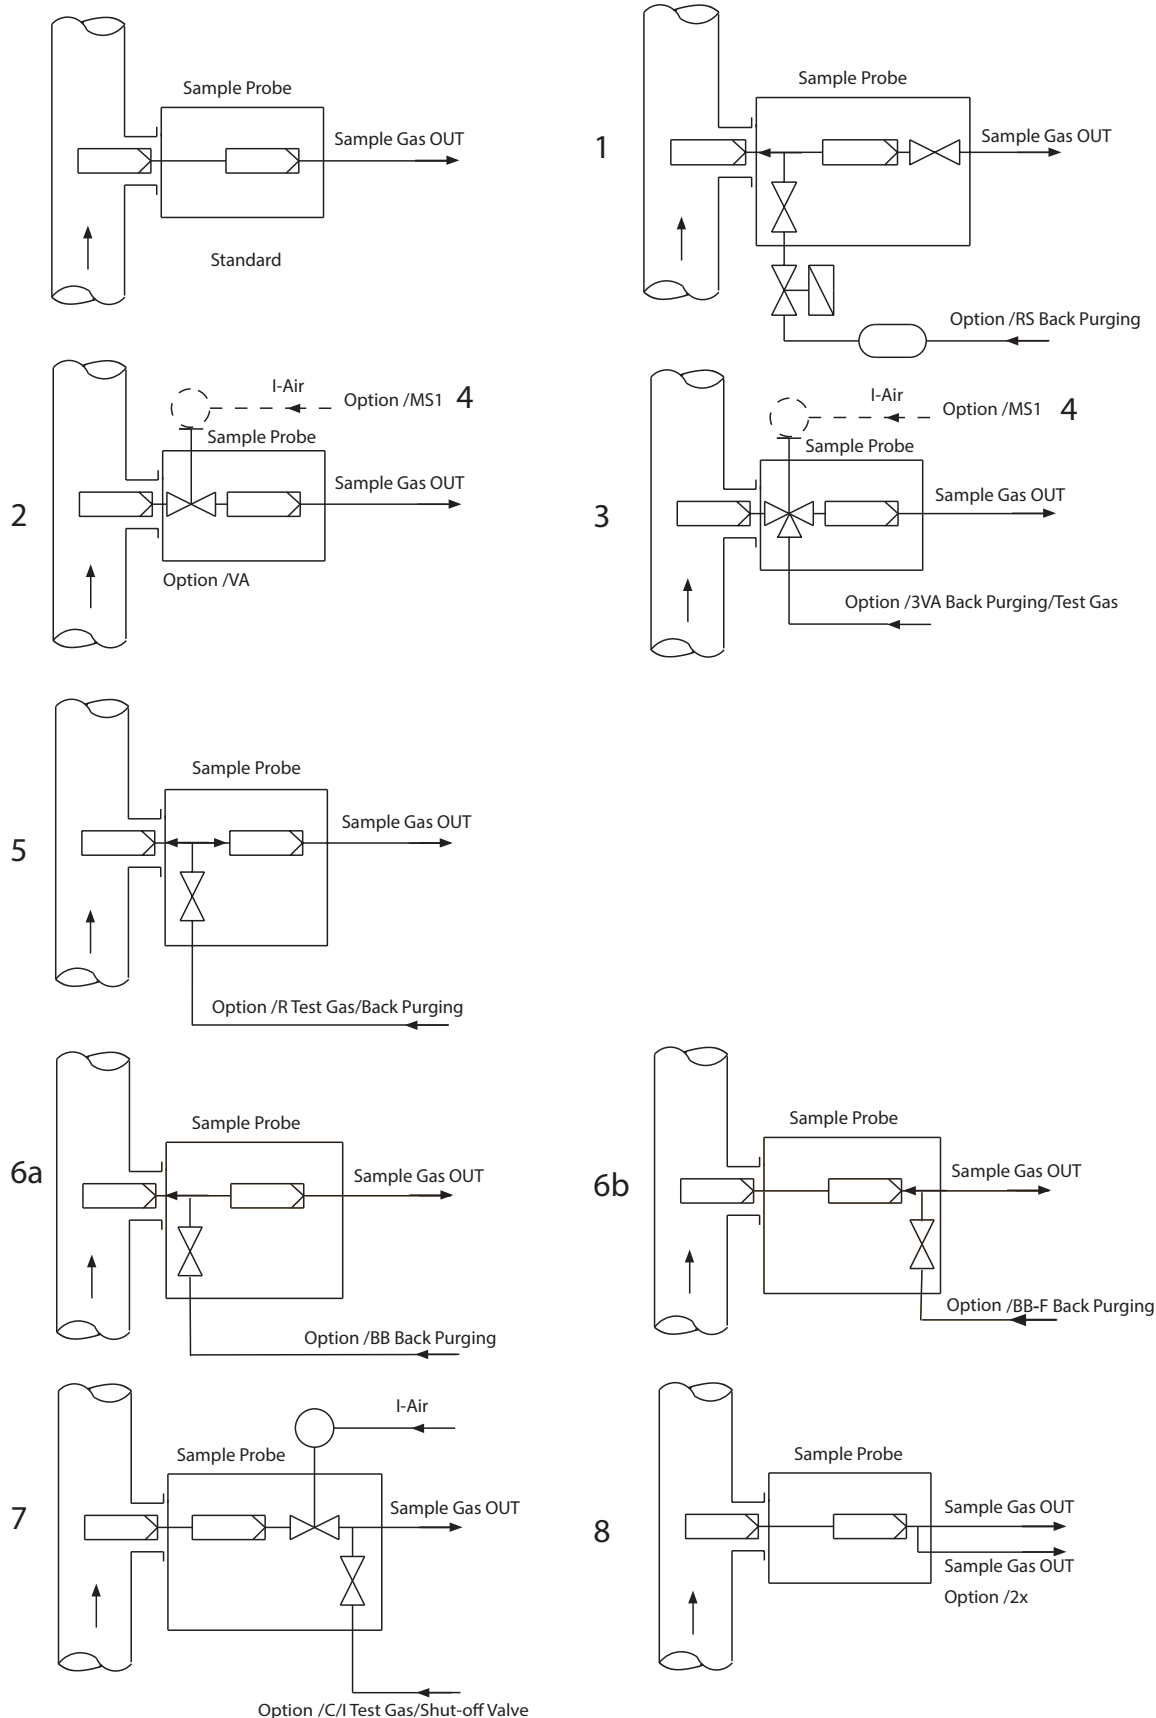 Sample Probe
Sample Gas OUT
Standard
1
Sample Probe
Sample Gas OUT
Option /RS Back Purging
2
I-Air
Option /MS1 4
Sample Probe
Sample Gas OUT
Option /VA
3
I-Air
Option /MS1 4
Sample Probe
Sample Gas OUT
Option /3VA Back Purging/Test Gas
5
Sample Probe
Sample Gas OUT
Option /R Test Gas/Back Purging
6a
Sample Probe
Sample Gas OUT
Option /BB Back Purging
6b
Sample Probe
Sample Gas OUT
Option /BB-F Back Purging
7
I-Air
Sample Probe
Sample Gas OUT
Option /C/I Test Gas/Shut-off Valve
8
Sample Probe
Sample Gas OUT
Sample Gas OUT
Option /2x